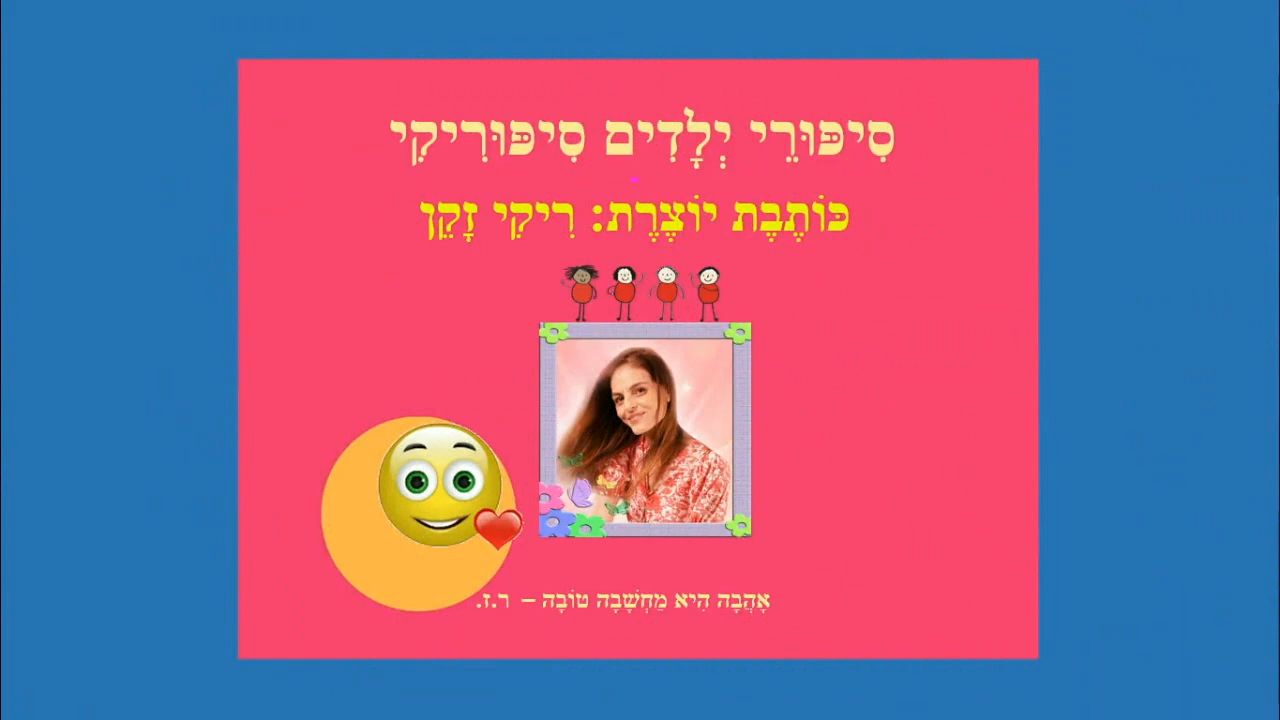 סִיפּוּרֵי יְלָדִים סִיפּוּרִיקִי
כּוֹתֶבֶת יוֹצֶרֶת: רִיקִי זָקֵן
אָהֲבָה הִיא מַחְשָׁבָה טוֹבָה – ר.ז.